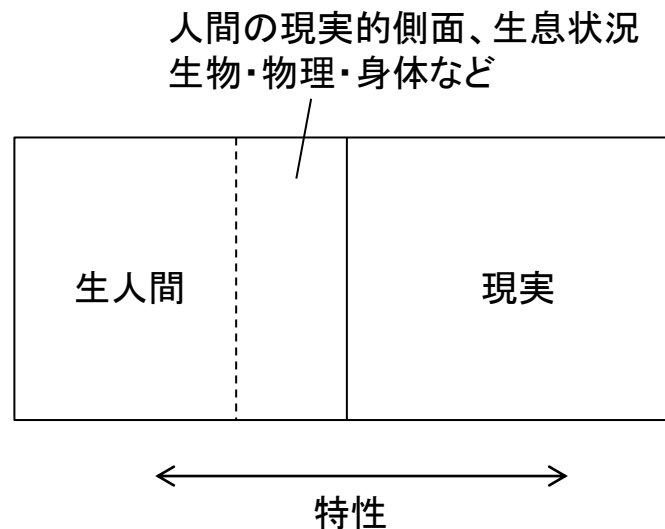 人間の現実的側面、生息状況
生物・物理・身体など
生人間
現実
特性